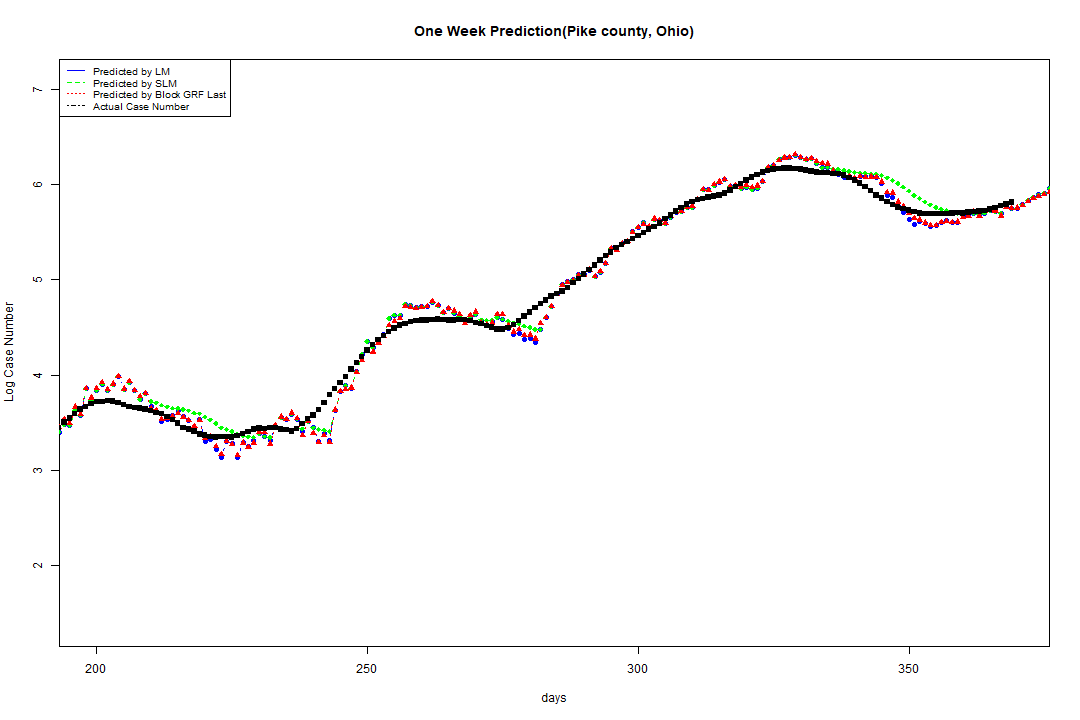 One Week Prediction(Pike county, Ohio)
Predicted by LM
Predicted by SLM
Predicted by Block GRF Last
Actual Case Number
7
6
5
4
3
2
Log Case Number
200
250
300
350
days